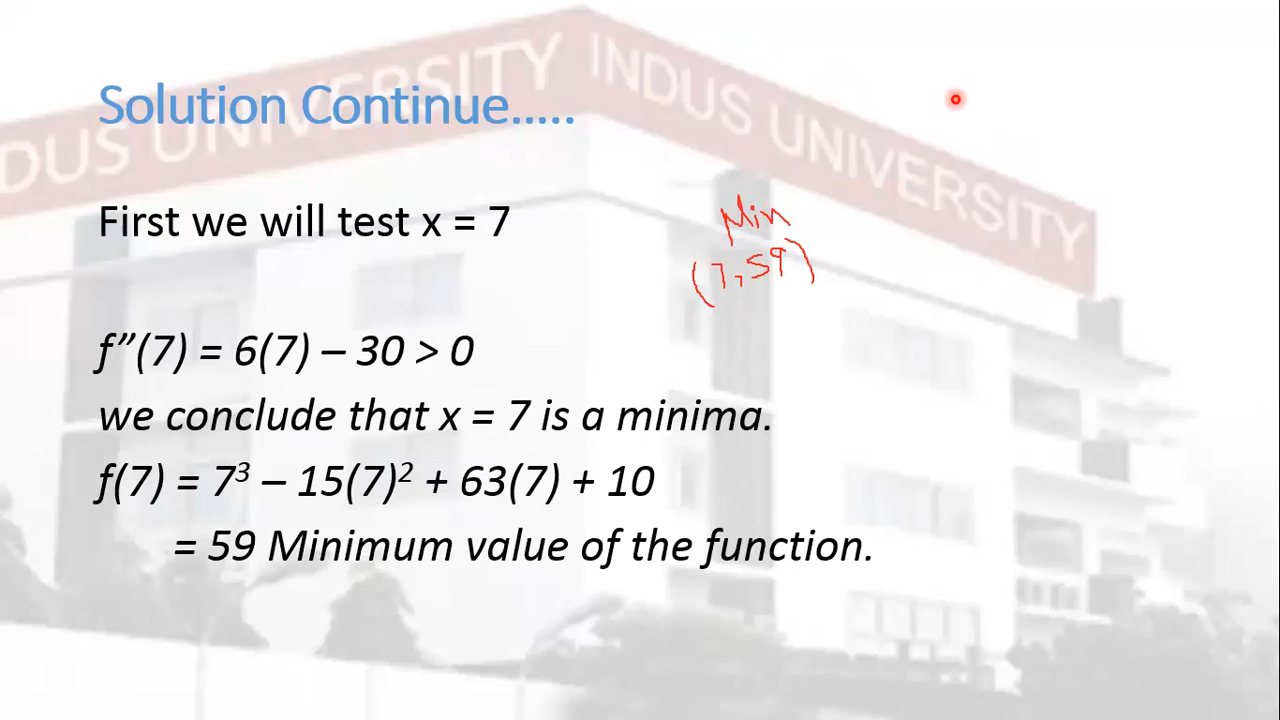 INDUS UNIVERSITY
DUS UNIVERSITY
Solution Continue.....
First we will test x = 7
Min
(7,59)
f”(7) = 6(7) – 30 > 0
we conclude that x = 7 is a minima.
f(7) = 7³ – 15(7)² + 63(7) + 10
= 59 Minimum value of the function.